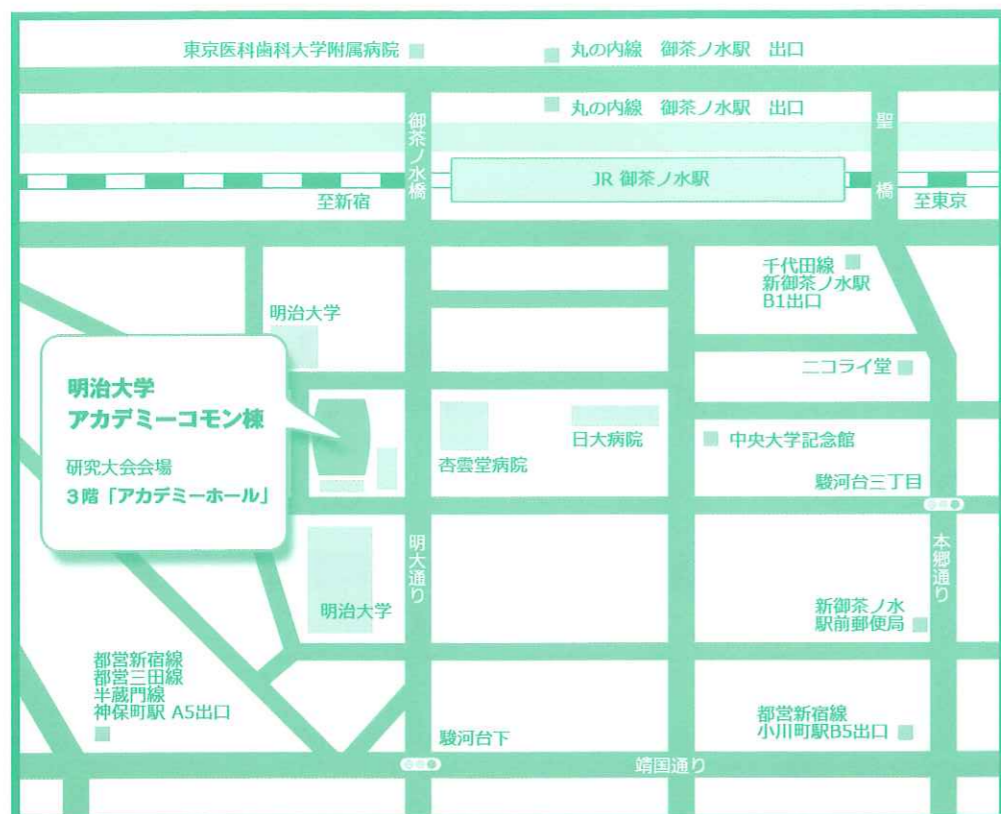 東京医科歯科大学附属病院
丸の内線 御茶ノ水駅 出口
丸の内線 御茶ノ水駅 出口
御茶ノ水橋
聖橋
JR 御茶ノ水駅
至新宿
至東京
千代田線
新御茶ノ水駅
B1出口
明治大学
ニコライ堂
明治大学
アカデミーコモン棟
研究大会会場
3階「アカデミーホール」
杏雲堂病院
日大病院
中央大学記念館
駿河台三丁目
明大通り
本郷通り
明治大学
新御茶ノ水
駅前郵便局
都営新宿線
都営三田線
半蔵門線
神保町駅 A5出口
駿河台下
都営新宿線
小川町駅B5出口
靖国通り